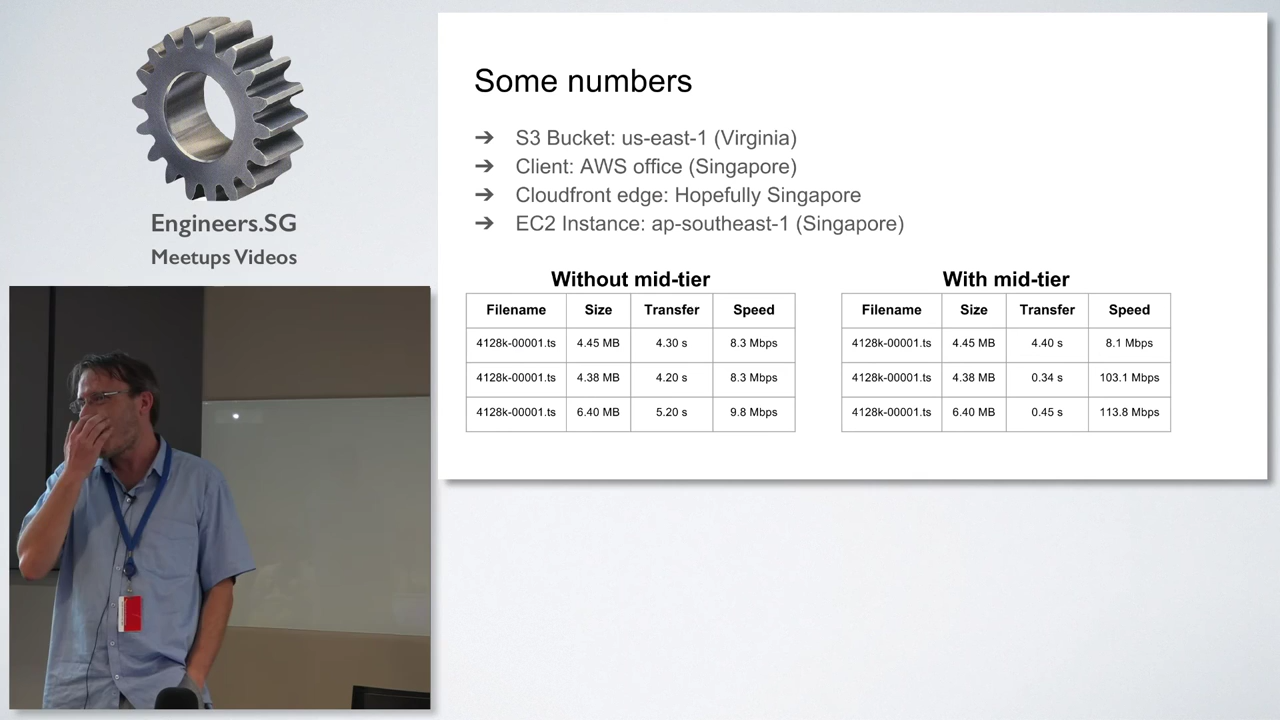 Engineers.SG
Meetups Videos
Some numbers
➔ S3 Bucket: us-east-1 (Virginia)
➔ Client: AWS office (Singapore)
➔ Cloudfront edge: Hopefully Singapore
➔ EC2 Instance: ap-southeast-1 (Singapore)
Without mid-tier
Filename Size Transfer Speed
4128k-00001.ts 4.45 MB 4.30 s 8.3 Mbps
4128k-00001.ts 4.38 MB 4.20 s 8.3 Mbps
4128k-00001.ts 6.40 MB 5.20 s 9.8 Mbps
With mid-tier
Filename Size Transfer Speed
4128k-00001.ts 4.45 MB 4.40 s 8.1 Mbps
4128k-00001.ts 4.38 MB 0.34 s 103.1 Mbps
4128k-00001.ts 6.40 MB 0.45 s 113.8 Mbps